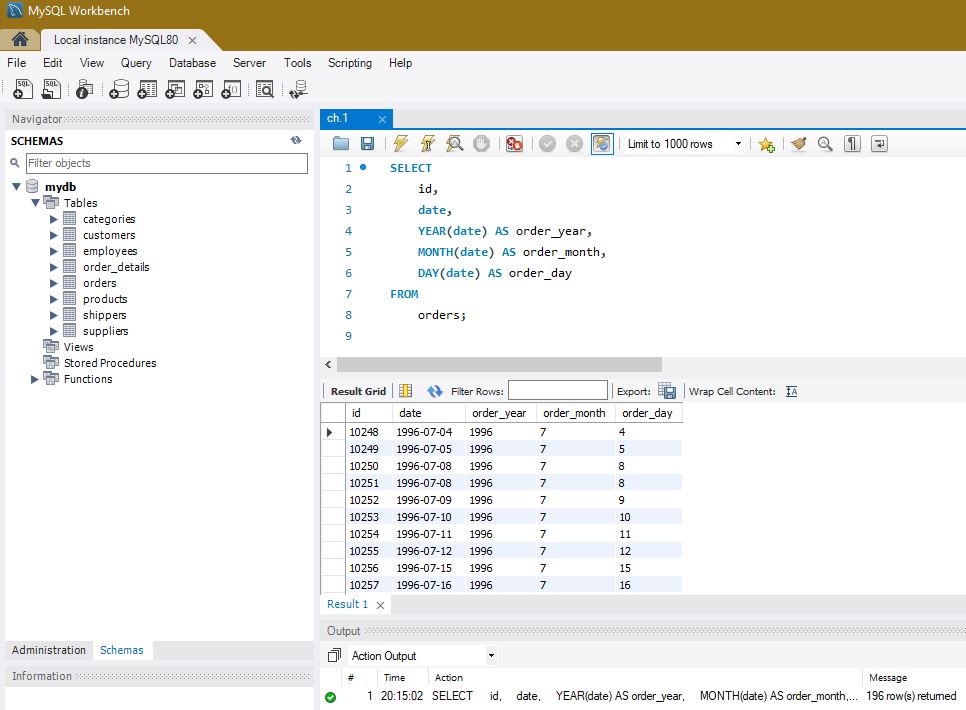 MySQL Workbench
Local instance MySQL80
File Edit View Query Database Server Tools Scripting Help
Navigator
SCHEMAS
Filter objects
mydb
Tables
categories
customers
employees
order_details
orders
products
shippers
suppliers
Views
Stored Procedures
Functions
Administration Schemas
Information
ch.1
Limit to 1000 rows
1 SELECT
2 id,
3 date,
4 YEAR(date) AS order_year,
5 MONTH(date) AS order_month,
6 DAY(date) AS order_day
7 FROM
8 orders;
9
Result Grid Filter Rows: Export: Wrap Cell Content:
id date order_year order_month order_day
10248 1996-07-04 1996 7 4
10249 1996-07-05 1996 7 5
10250 1996-07-08 1996 7 8
10251 1996-07-08 1996 7 8
10252 1996-07-09 1996 7 9
10253 1996-07-10 1996 7 10
10254 1996-07-11 1996 7 11
10255 1996-07-12 1996 7 12
10256 1996-07-15 1996 7 15
10257 1996-07-16 1996 7 16
Result 1
Output
Action Output
# Time Action Message
1 20:15:02 SELECT id, date, YEAR(date) AS order_year, MONTH(date) AS order_month,... 196 row(s) returned